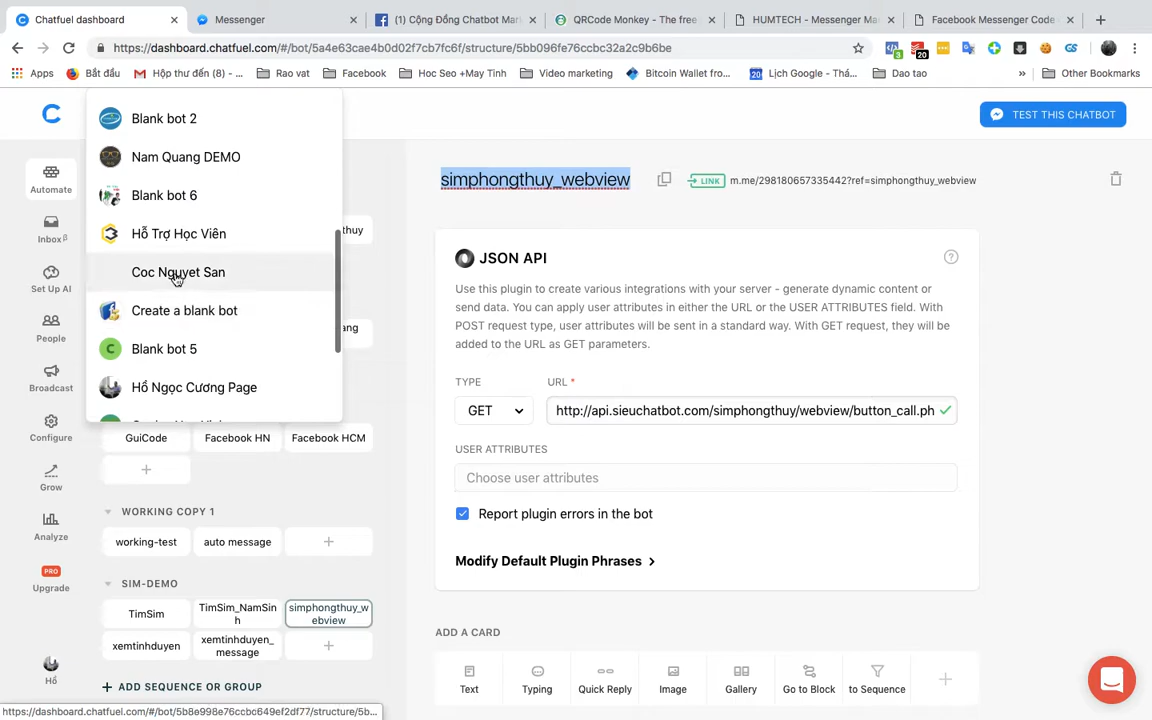 Chatfuel dashboard
Messenger
(1) Cộng Đồng Chatbot Mar
QRCode Monkey - The free
HUMTECH - Messenger Ma
Facebook Messenger Code
https://dashboard.chatfuel.com/#/bot/5a4e63cae4b0d02f7cb7fc6f/structure/5bb096fe76ccbc32a2c9b6be
Apps
Bắt đầu
Hộp thư đến (8) - ...
Rao vat
Facebook
Hoc Seo +May Tinh
Video marketing
Bitcoin Wallet fro...
Lịch Google - Thá...
Dao tao
»
Other Bookmarks
TEST THIS CHATBOT
Blank bot 2
Nam Quang DEMO
Blank bot 6
Hỗ Trợ Học Viên
Coc Nguyet San
Create a blank bot
Blank bot 5
Hồ Ngọc Cương Page
Automate
Inboxβ
Set Up AI
People
Broadcast
Configure
Grow
Analyze
PRO
Upgrade
Hồ
thuy
ang
GuiCode
Facebook HN
Facebook HCM
WORKING COPY 1
working-test
auto message
SIM-DEMO
TimSim
TimSim_NamSin
h
simphongthuy_w
ebview
xemtinhduyen
xemtinhduyen_
message
ADD SEQUENCE OR GROUP
simphongthuy_webview
LINK
m.me/298180657335442?ref=simphongthuy_webview
JSON API
Use this plugin to create various integrations with your server - generate dynamic content or
send data. You can apply user attributes in either the URL or the USER ATTRIBUTES field. With
POST request type, user attributes will be sent in a standard way. With GET request, they will be
added to the URL as GET parameters.
TYPE
URL *
GET
http://api.sieuchatbot.com/simphongthuy/webview/button_call.ph
USER ATTRIBUTES
Choose user attributes
Report plugin errors in the bot
Modify Default Plugin Phrases
ADD A CARD
Text
Typing
Quick Reply
Image
Gallery
Go to Block
to Sequence
https://dashboard.chatfuel.com/#/bot/5b8e998e76ccbc649ef2df77/structure/5b...